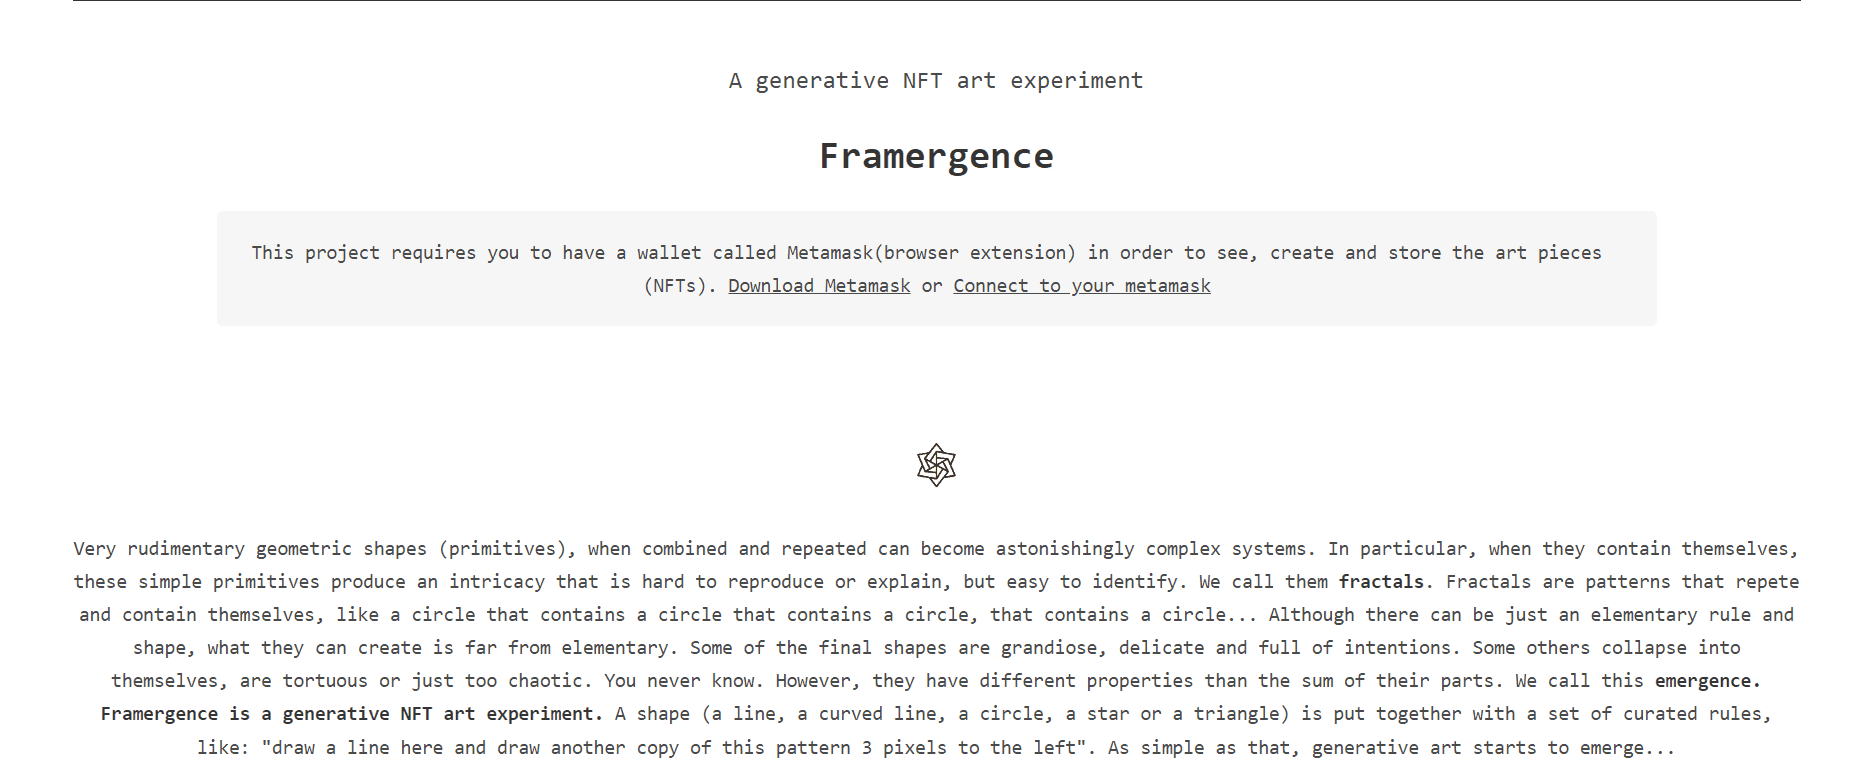 A generative NFT art experiment
Framergence
This project requires you to have a wallet called Metamask(browser extension) in order to see, create and store the art pieces
(NFTs). Download Metamask or Connect to your metamask
Very rudimentary geometric shapes (primitives), when combined and repeated can become astonishingly complex systems. In particular, when they contain themselves,
these simple primitives produce an intricacy that is hard to reproduce or explain, but easy to identify. We call them fractals. Fractals are patterns that repete
and contain themselves, like a circle that contains a circle that contains a circle, that contains a circle... Although there can be just an elementary rule and
shape, what they can create is far from elementary. Some of the final shapes are grandiose, delicate and full of intentions. Some others collapse into
themselves, are tortuous or just too chaotic. You never know. However, they have different properties than the sum of their parts. We call this emergence.
Framergence is a generative NFT art experiment. A shape (a line, a curved line, a circle, a star or a triangle) is put together with a set of curated rules,
like: "draw a line here and draw another copy of this pattern 3 pixels to the left". As simple as that, generative art starts to emerge...